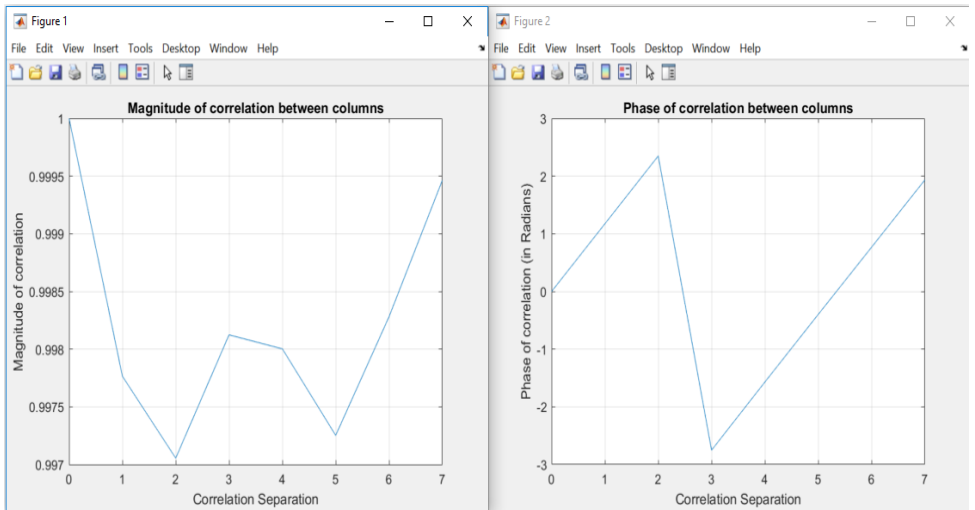 Figure 1
File Edit View Insert Tools Desktop Window Help
Magnitude of correlation between columns
Magnitude of correlation
1
0.9995
0.999
0.9985
0.998
0.9975
0.997
0 1 2 3 4 5 6 7
Correlation Separation
Figure 2
File Edit View Insert Tools Desktop Window Help
Phase of correlation between columns
Phase of correlation (in Radians)
3
2
1
0
-1
-2
-3
0 1 2 3 4 5 6 7
Correlation Separation